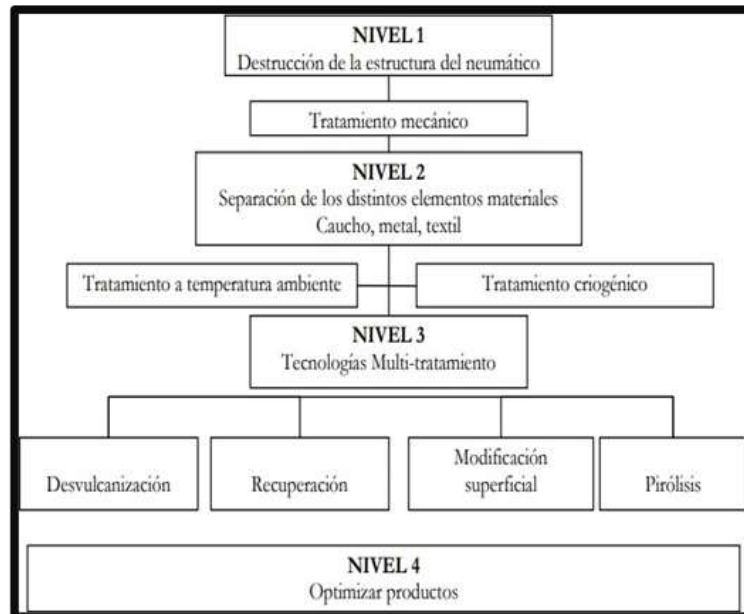 NIVEL 1
Destrucción de la estructura del neumático
Tratamiento mecánico
NIVEL 2
Separación de los distintos elementos materiales
Caucho, metal, textil
Tratamiento a temperatura ambiente
Tratamiento criogénico
NIVEL 3
Tecnologías Multi-tratamiento
Desvulcanización
Recuperación
Modificación
superficial
Pirólisis
NIVEL 4
Optimizar productos